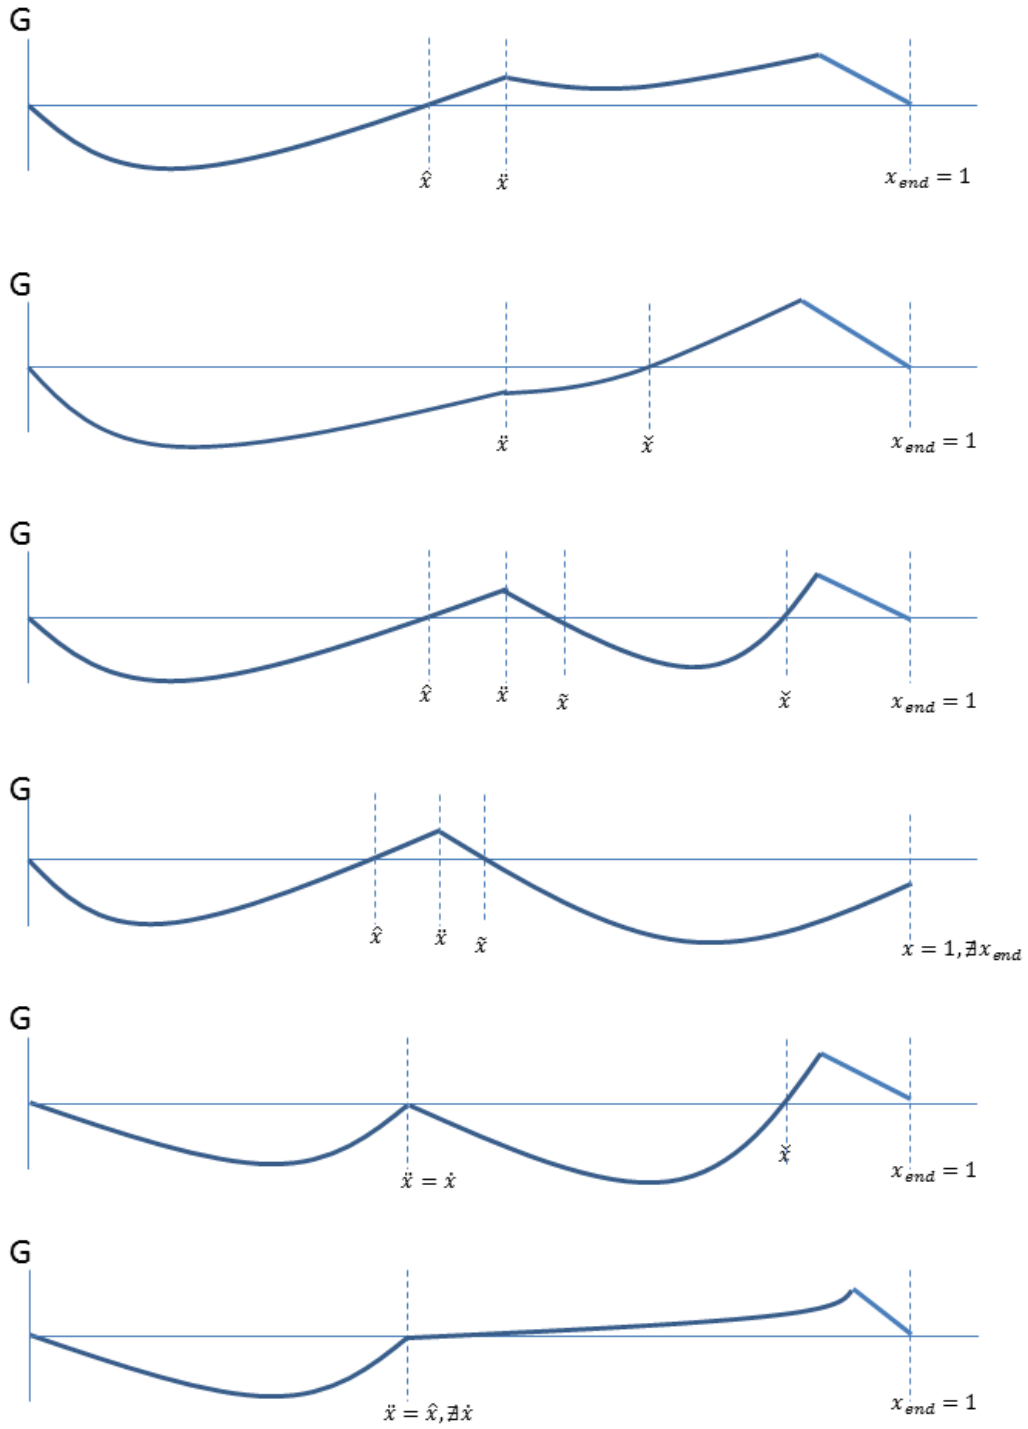 G
x̂ ẍ x_end = 1
G
ẍ x̌ x_end = 1
G
x̂ ẍ x̃ x̌ x_end = 1
G
x̂ ẍ x̃ x = 1, ∄x_end
G
ẍ = ẋ x̌ x_end = 1
G
ẍ = x̂, ∄ẋ x_end = 1